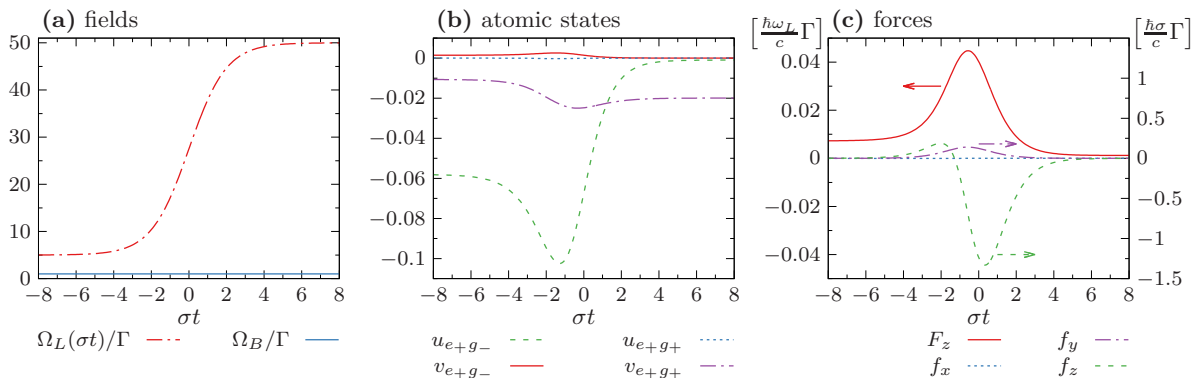 (a) fields
50
40
30
20
10
0
−8 −6 −4 −2 0 2 4 6 8
σt
Ω_L(σt)/Γ Ω_B/Γ
(b) atomic states
0
−0.02
−0.04
−0.06
−0.08
−0.1
−8 −6 −4 −2 0 2 4 6 8
σt
u_{e+g−} u_{e+g+}
v_{e+g−} v_{e+g+}
[ħω_L/c Γ] (c) forces [ħσ/c Γ]
0.04
0.02
0
−0.02
−0.04
1
0.5
0
−0.5
−1
−1.5
−8 −6 −4 −2 0 2 4 6 8
σt
F_z f_y
f_x f_z